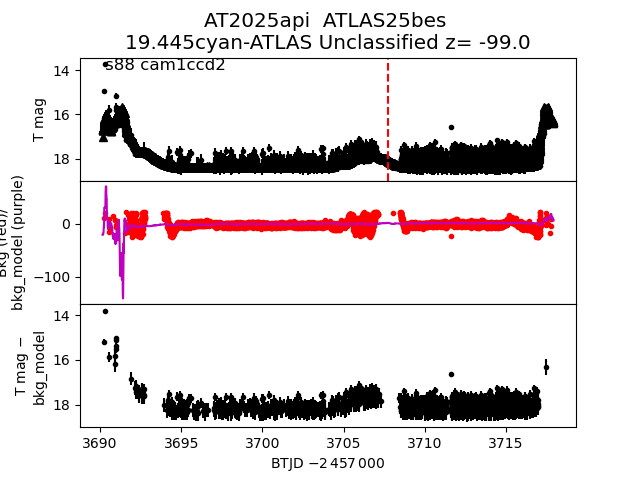 AT2025api  ATLAS25bes
19.445cyan-ATLAS Unclassified z= -99.0
s88 cam1ccd2
T mag
14
16
18
Bkg (red)/
bkg_model (purple)
0
−100
T mag −
bkg_model
14
16
18
3690 3695 3700 3705 3710 3715
BTJD −2 457 000